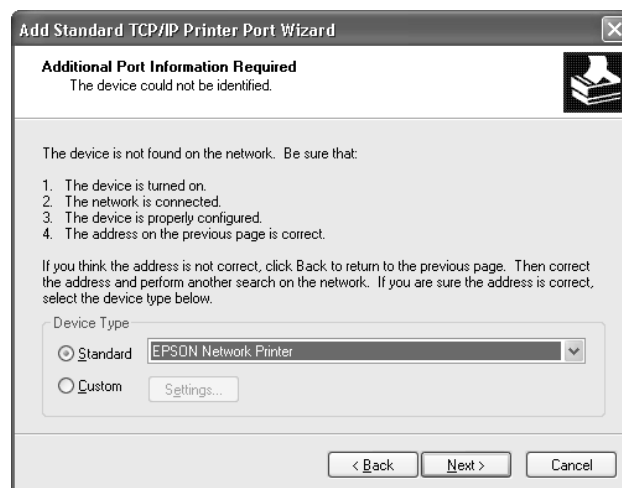 Add Standard TCP/IP Printer Port Wizard
Additional Port Information Required
The device could not be identified.
The device is not found on the network. Be sure that:
1. The device is turned on.
2. The network is connected.
3. The device is properly configured.
4. The address on the previous page is correct.
If you think the address is not correct, click Back to return to the previous page. Then correct
the address and perform another search on the network. If you are sure the address is correct,
select the device type below.
Device Type
Standard EPSON Network Printer
Custom Settings...
< Back Next > Cancel